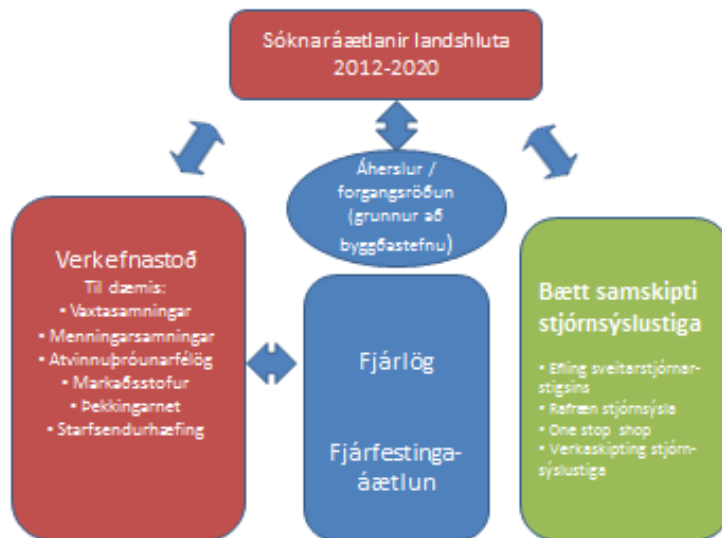 Sóknaráætlanir landshluta
2012-2020
Áherslur /
forgangsröðun
(grunnur að
byggðastefnu)
Verkefnastoð
Til dæmis:
• Vaxtasamningar
• Menningarsamningar
• Atvinnuþróunarfélög
• Markaðsstofur
• Þekkingarnet
• Starfsendurhæfing
Fjárlög
Fjárfestinga-
áætlun
Bætt samskipti
stjórnsýslustiga
• Efling sveitarstjórnar-
stigsins
• Rafræn stjórnsýsla
• One stop shop
• Verkaskipting stjórn-
sýslustiga